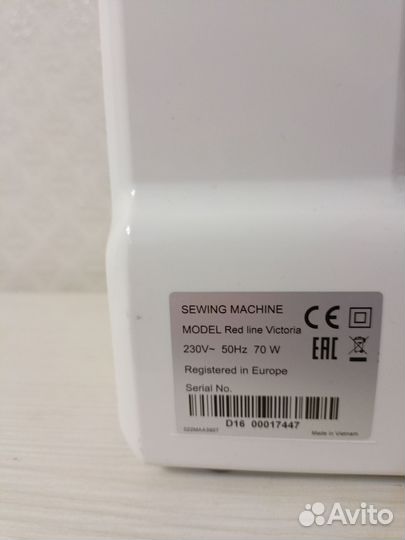 SEWING MACHINE
MODEL Red line Victoria
230V~ 50Hz 70 W
Registered in Europe
Serial No.
D16 00017447
Made in Vietnam
CE
EAC
Avito